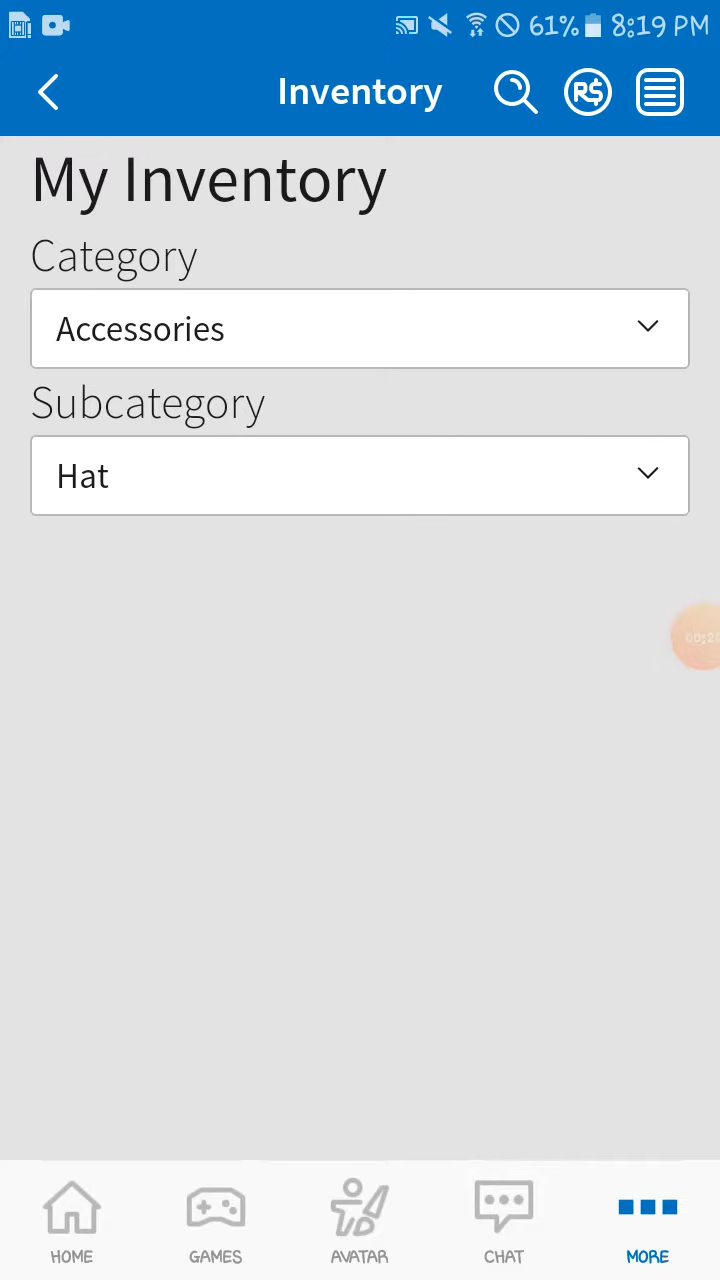 61% 8:19 PM
Inventory
R$
My Inventory
Category
Accessories
Subcategory
Hat
HOME GAMES AVATAR CHAT MORE